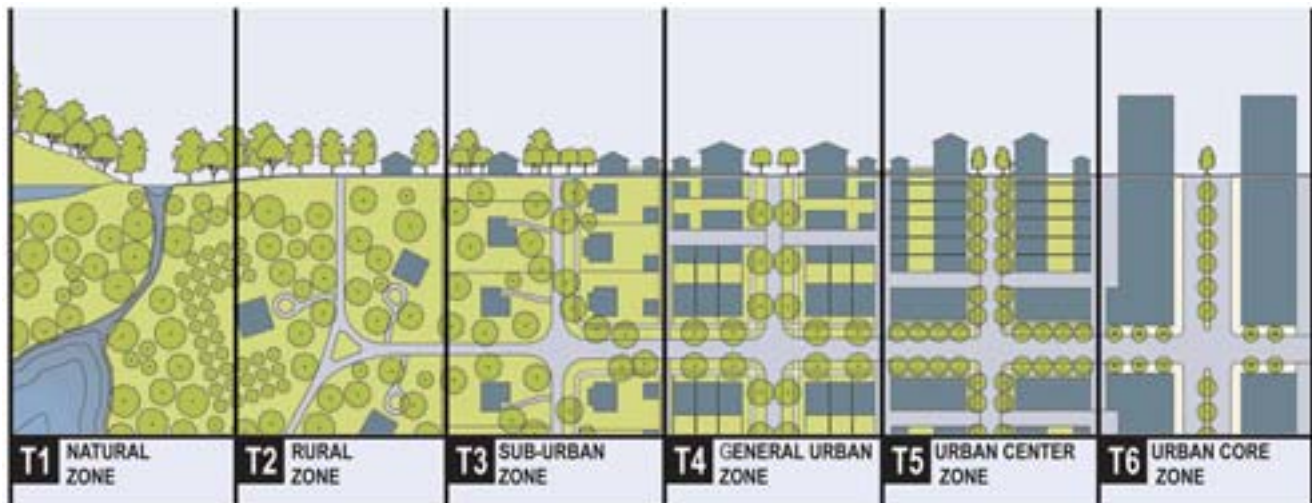 T1 NATURAL
ZONE
T2 RURAL
ZONE
T3 SUB-URBAN
ZONE
T4 GENERAL URBAN
ZONE
T5 URBAN CENTER
ZONE
T6 URBAN CORE
ZONE